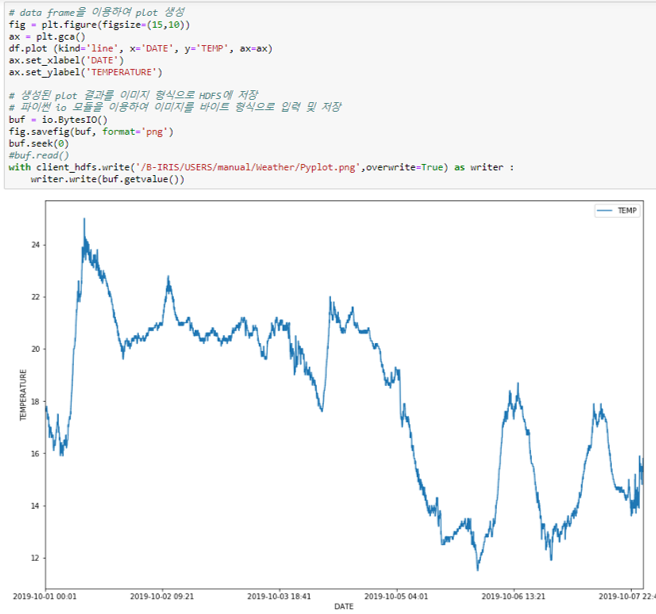 # data frame을 이용하여 plot 생성
fig = plt.figure(figsize=(15,10))
ax = plt.gca()
df.plot (kind='line', x='DATE', y='TEMP', ax=ax)
ax.set_xlabel('DATE')
ax.set_ylabel('TEMPERATURE')
# 생성된 plot 결과를 이미지 형식으로 HDFS에 저장
# 파이썬 io 모듈을 이용하여 이미지를 바이트 형식으로 입력 및 저장
buf = io.BytesIO()
fig.savefig(buf, format='png')
buf.seek(0)
#buf.read()
with client_hdfs.write('/B-IRIS/USERS/manual/Weather/Pyplot.png',overwrite=True) as writer :
    writer.write(buf.getvalue())
TEMP
24
22
20
18
16
14
12
TEMPERATURE
2019-10-01 00:01 2019-10-02 09:21 2019-10-03 18:41 2019-10-05 04:01 2019-10-06 13:21 2019-10-07 22:4
DATE